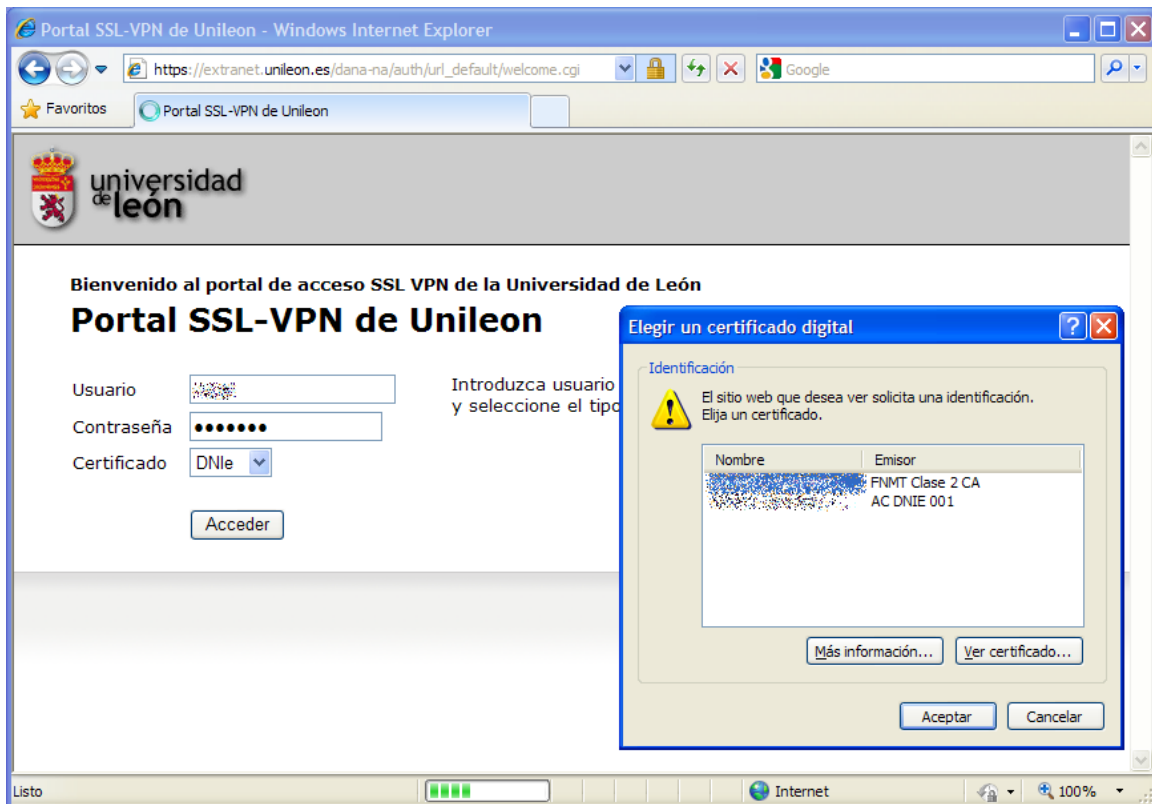 Portal SSL-VPN de Unileon - Windows Internet Explorer
https://extranet.unileon.es/dana-na/auth/url_default/welcome.cgi
Google
Favoritos
Portal SSL-VPN de Unileon
universidad
de león
Bienvenido al portal de acceso SSL VPN de la Universidad de León
Portal SSL-VPN de Unileon
Usuario
Introduzca usuario
Contraseña
y seleccione el tipo
Certificado
DNIe
Acceder
Elegir un certificado digital
Identificación
El sitio web que desea ver solicita una identificación.
Elija un certificado.
Nombre Emisor
FNMT Clase 2 CA
AC DNIE 001
Más información...
Ver certificado...
Aceptar
Cancelar
Listo
Internet
100%